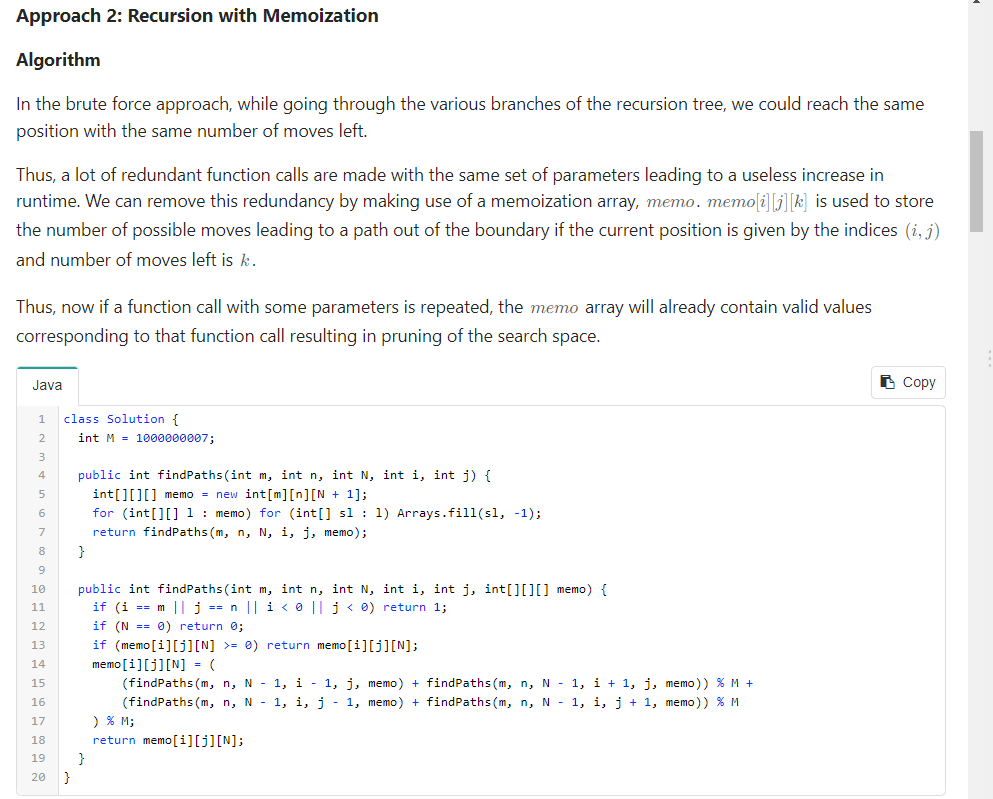 Approach 2: Recursion with Memoization
Algorithm
In the brute force approach, while going through the various branches of the recursion tree, we could reach the same
position with the same number of moves left.
Thus, a lot of redundant function calls are made with the same set of parameters leading to a useless increase in
runtime. We can remove this redundancy by making use of a memoization array, memo. memo[i][j][k] is used to store
the number of possible moves leading to a path out of the boundary if the current position is given by the indices (i, j)
and number of moves left is k.
Thus, now if a function call with some parameters is repeated, the memo array will already contain valid values
corresponding to that function call resulting in pruning of the search space.
Java
Copy
1 class Solution {
2   int M = 1000000007;
3
4   public int findPaths(int m, int n, int N, int i, int j) {
5     int[][][] memo = new int[m][n][N + 1];
6     for (int[][] l : memo) for (int[] sl : l) Arrays.fill(sl, -1);
7     return findPaths(m, n, N, i, j, memo);
8   }
9
10   public int findPaths(int m, int n, int N, int i, int j, int[][][] memo) {
11     if (i == m || j == n || i < 0 || j < 0) return 1;
12     if (N == 0) return 0;
13     if (memo[i][j][N] >= 0) return memo[i][j][N];
14     memo[i][j][N] = (
15         (findPaths(m, n, N - 1, i - 1, j, memo) + findPaths(m, n, N - 1, i + 1, j, memo)) % M +
16         (findPaths(m, n, N - 1, i, j - 1, memo) + findPaths(m, n, N - 1, i, j + 1, memo)) % M
17     ) % M;
18     return memo[i][j][N];
19   }
20 }